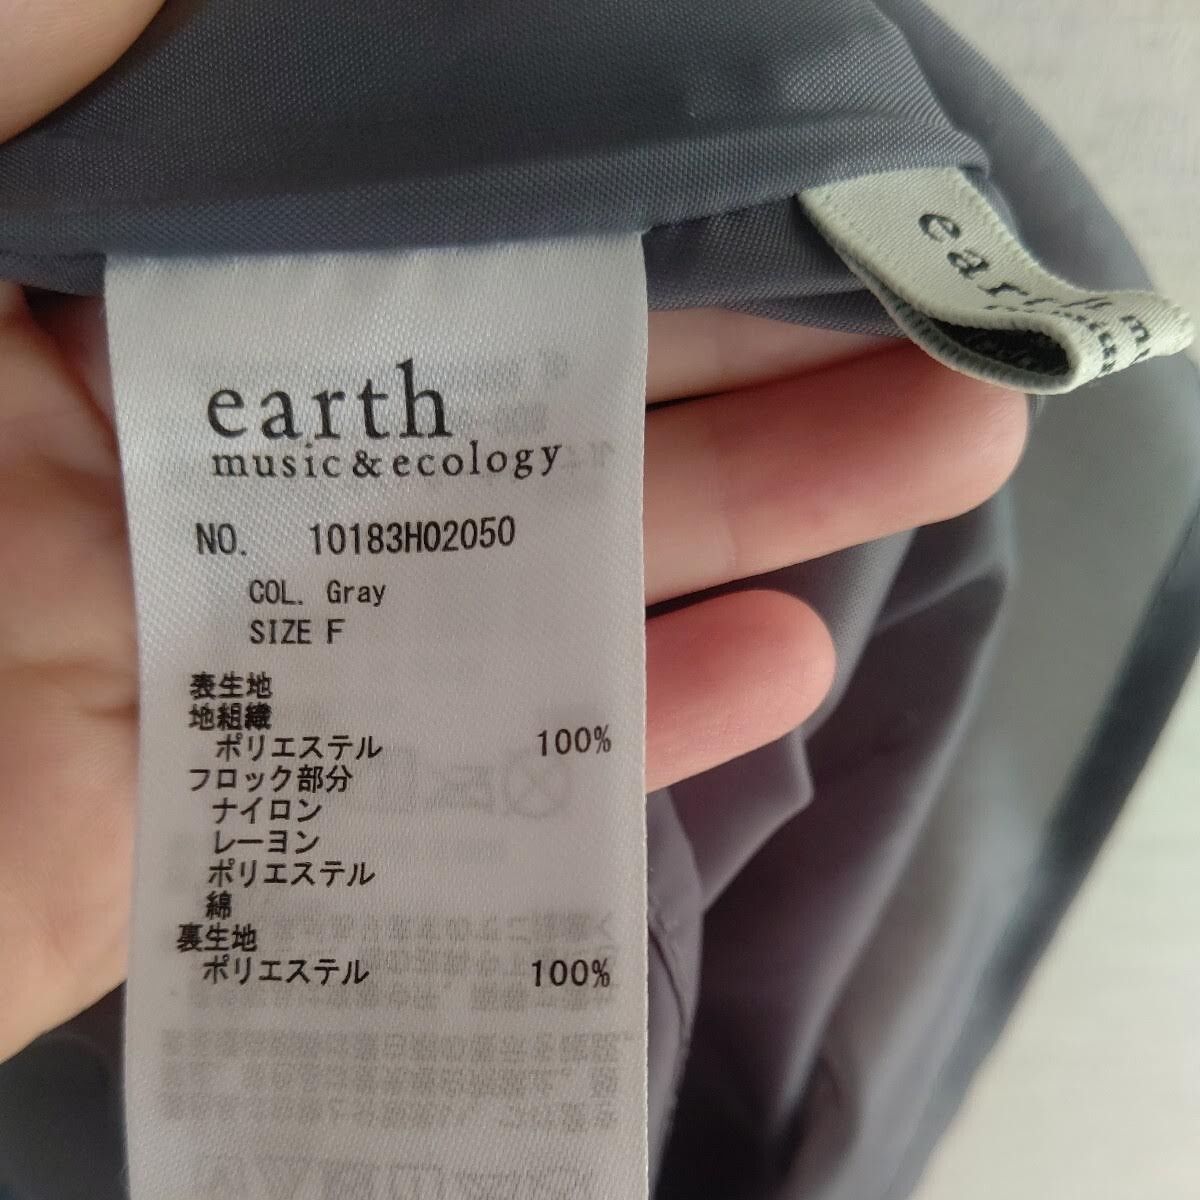 earth
music & ecology
NO. 10183H02050
COL. Gray
SIZE F
表生地
地組織
ポリエステル 100%
フロック部分
ナイロン
レーヨン
ポリエステル
綿
裏生地
ポリエステル 100%
earth